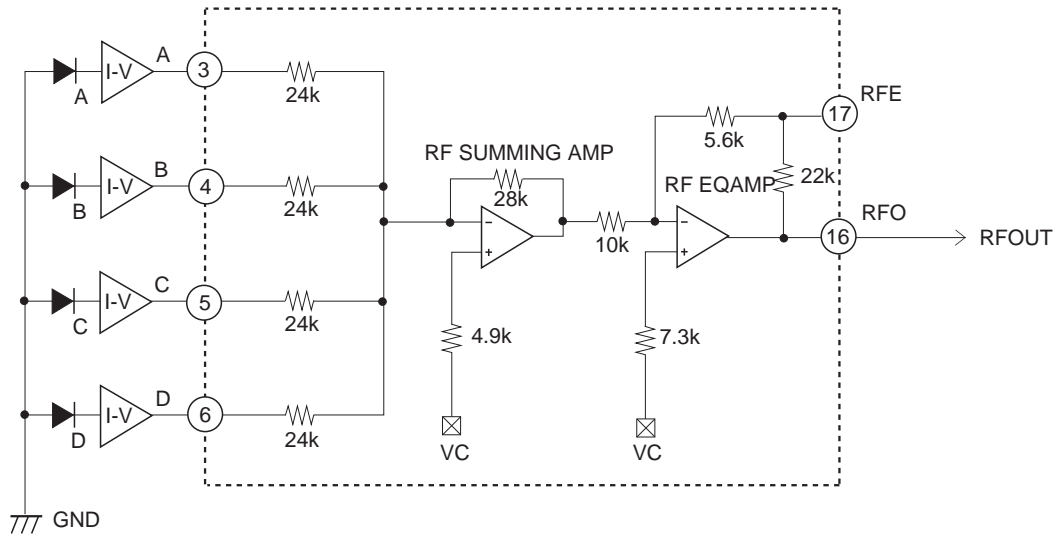 A
I-V
A
3
24k
B
I-V
B
4
24k
C
I-V
C
5
24k
D
I-V
D
6
24k
GND
RF SUMMING AMP
28k
4.9k
VC
10k
RF EQAMP
7.3k
VC
5.6k
22k
17
RFE
16
RFO
RFOUT